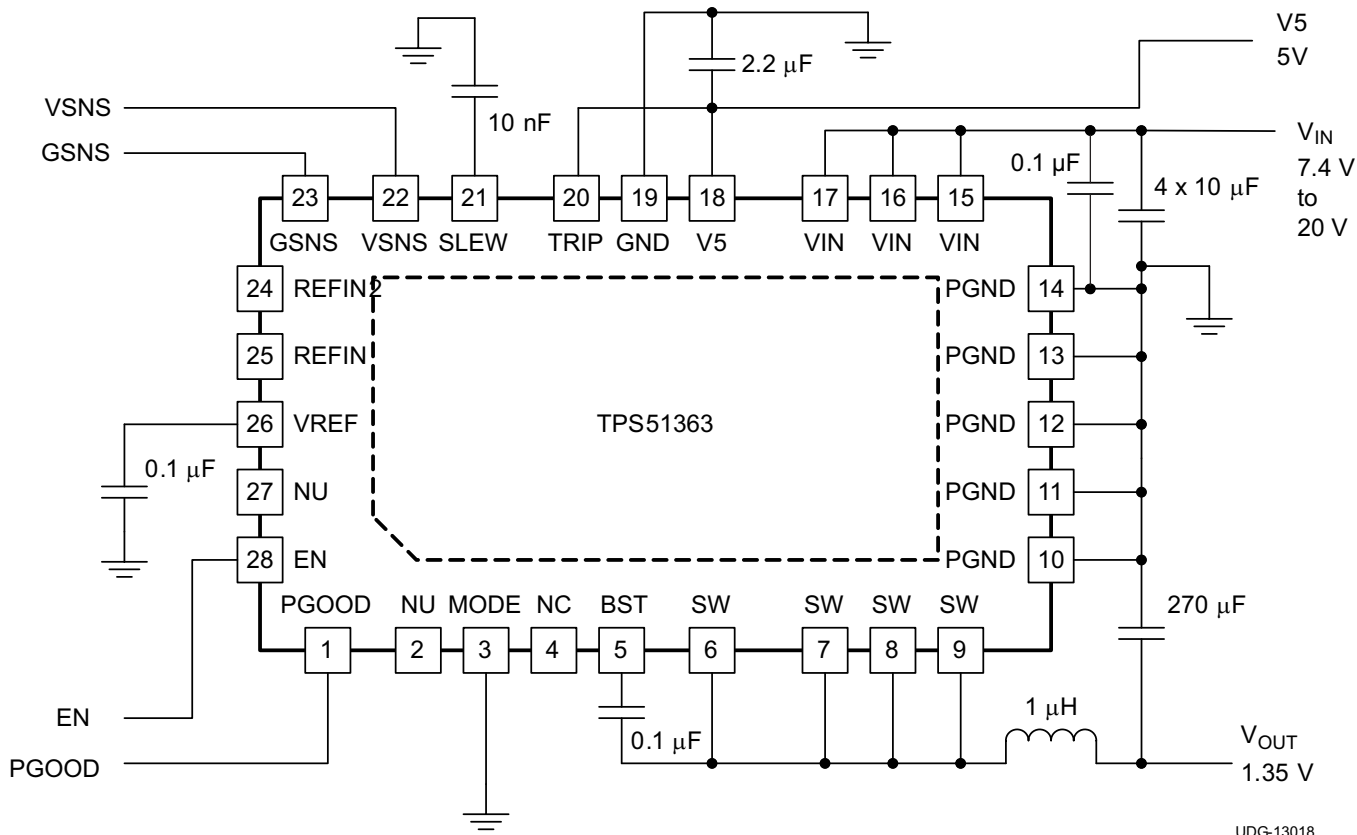 V5
5V
2.2 μF
10 nF
VSNS
GSNS
V_IN
7.4 V
to
20 V
0.1 μF
4 x 10 μF
23 22 21 20 19 18 17 16 15
GSNS VSNS SLEW TRIP GND V5 VIN VIN VIN
24 REFIN2
PGND 14
25 REFIN
PGND 13
26 VREF
TPS51363
PGND 12
0.1 μF
27 NU
PGND 11
28 EN
PGND 10
PGOOD NU MODE NC BST SW SW SW SW
1 2 3 4 5 6 7 8 9
270 μF
EN
PGOOD
0.1 μF
1 μH
V_OUT
1.35 V
UDG-13018